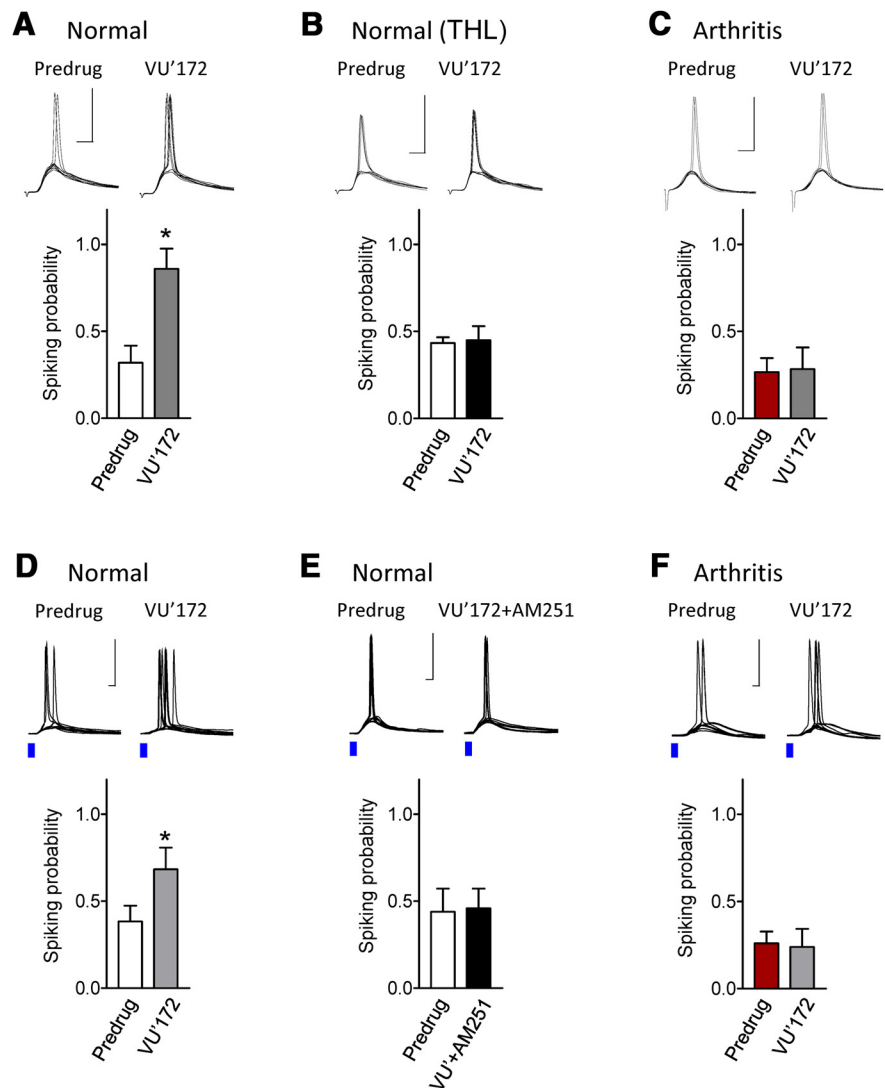 A Normal
Predrug VU'172
Spiking probability
1.0
*
0.5
0.0
Predrug
VU'172
B Normal (THL)
Predrug VU'172
Spiking probability
1.0
0.5
0.0
Predrug
VU'172
C Arthritis
Predrug VU'172
Spiking probability
1.0
0.5
0.0
Predrug
VU'172
D Normal
Predrug VU'172
Spiking probability
1.0
*
0.5
0.0
Predrug
VU'172
E Normal
Predrug VU'172+AM251
Spiking probability
1.0
0.5
0.0
Predrug
VU'+AM251
F Arthritis
Predrug VU'172
Spiking probability
1.0
0.5
0.0
Predrug
VU'172